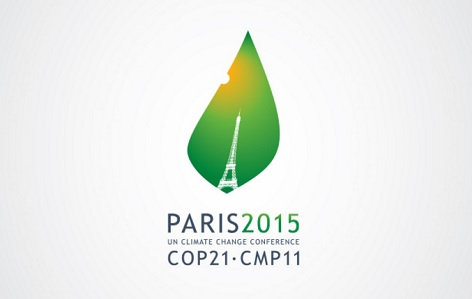 PARIS2015
UN CLIMATE CHANGE CONFERENCE
COP21·CMP11